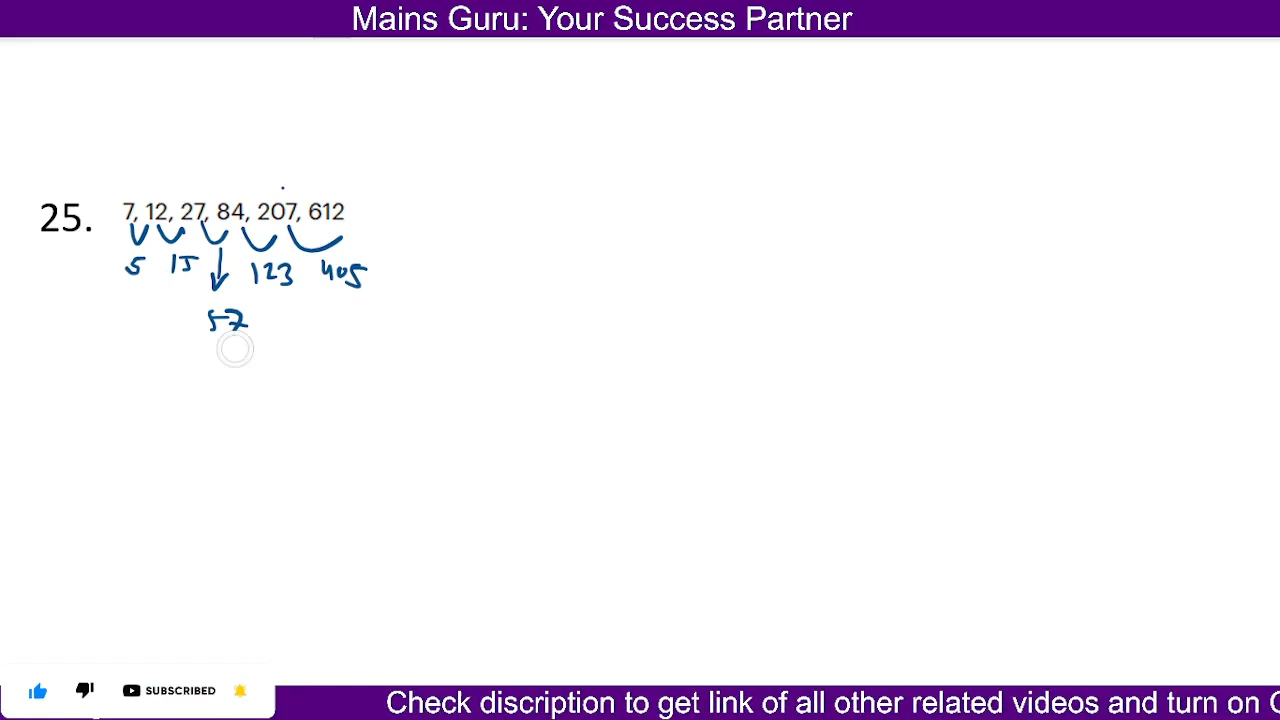 Mains Guru: Your Success Partner
25. 7, 12, 27, 84, 207, 612
5 15 123 405
57
SUBSCRIBED
Check discription to get link of all other related videos and turn on